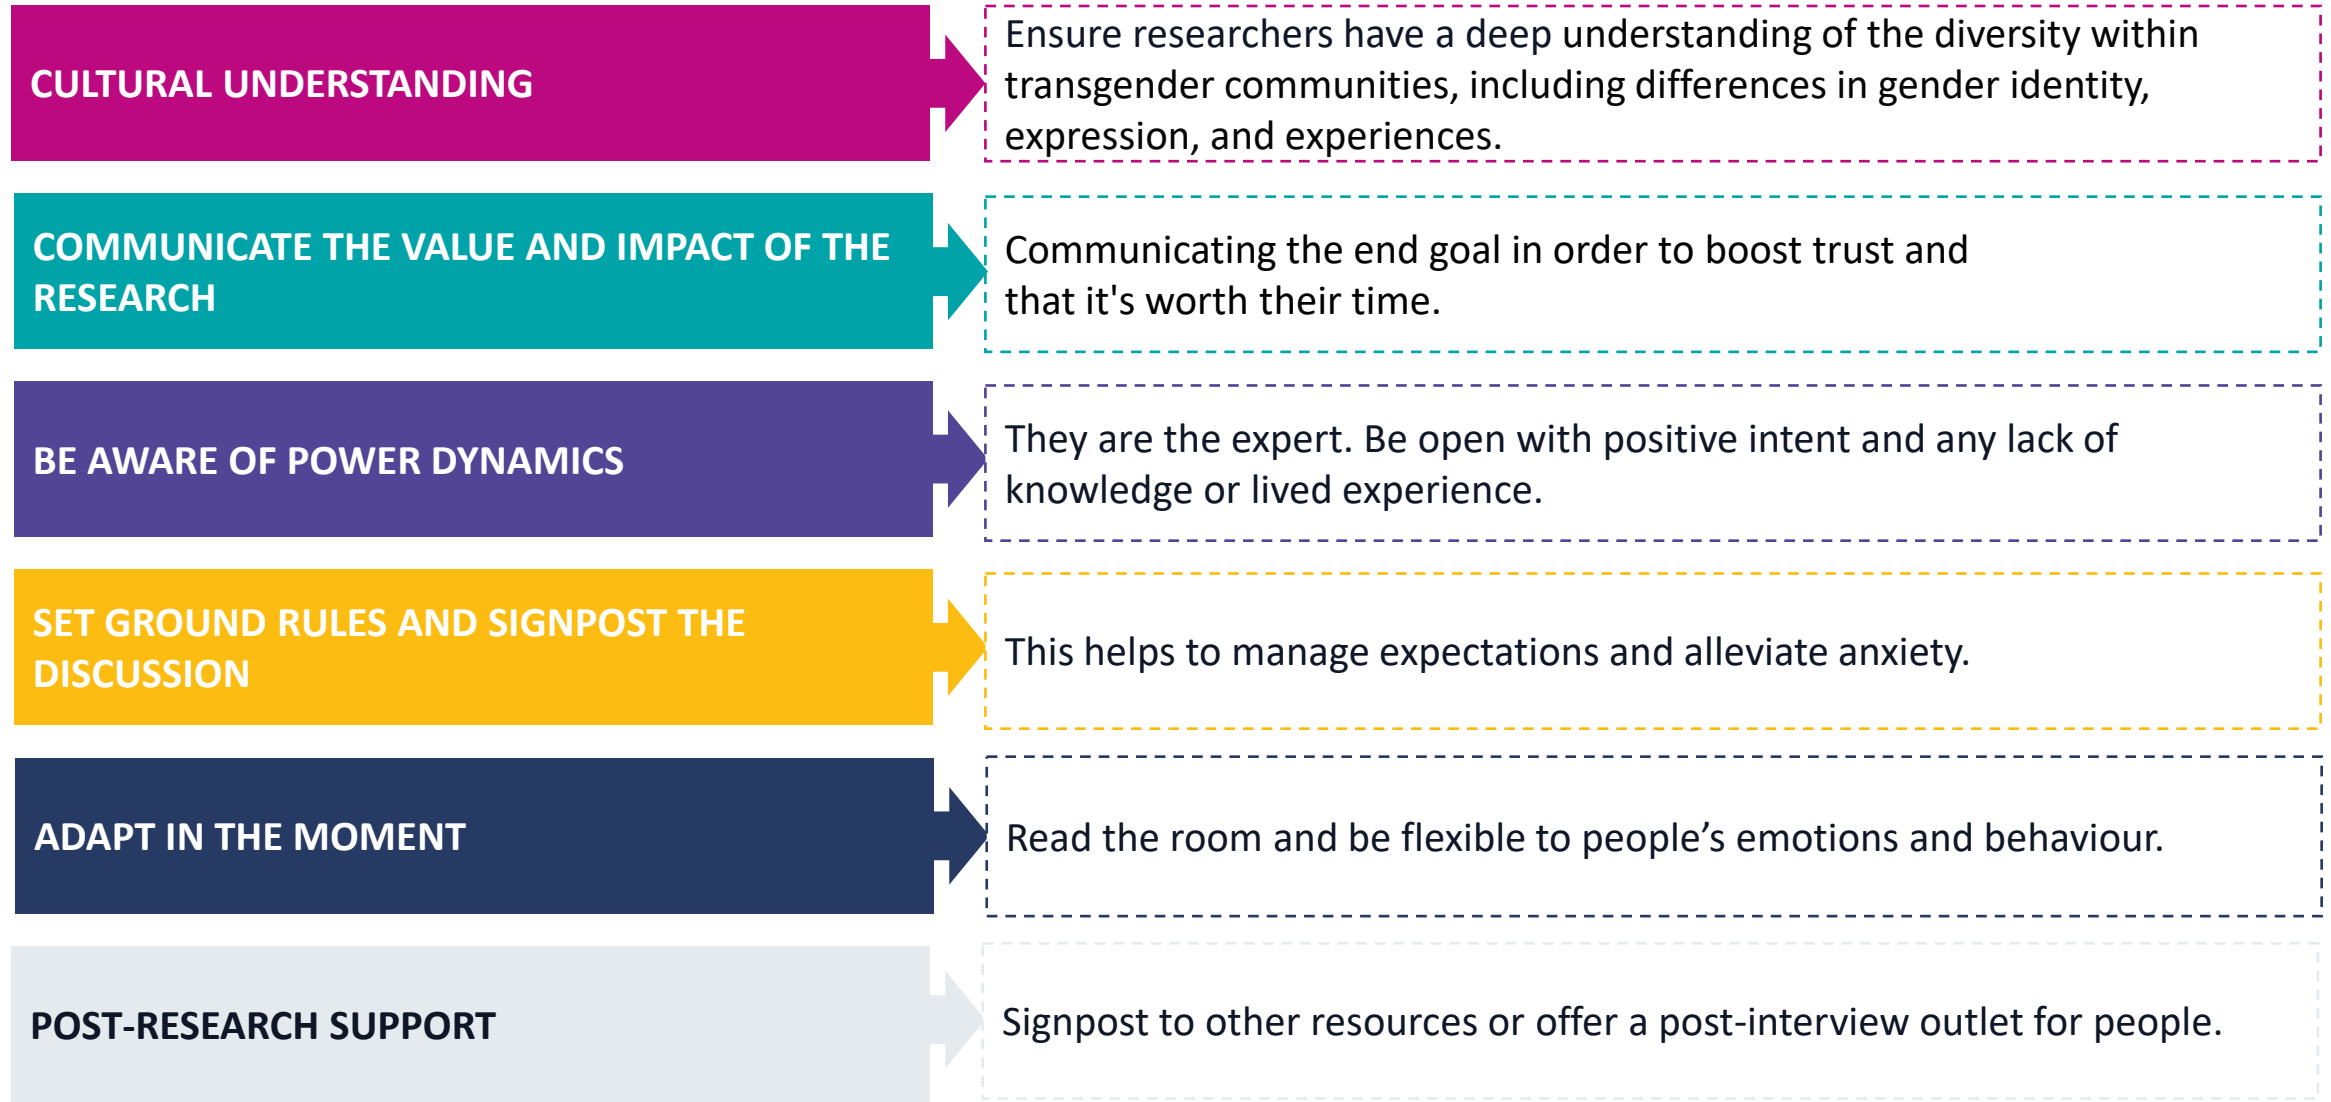 CULTURAL UNDERSTANDING
Ensure researchers have a deep understanding of the diversity within
transgender communities, including differences in gender identity,
expression, and experiences.
COMMUNICATE THE VALUE AND IMPACT OF THE
RESEARCH
Communicating the end goal in order to boost trust and
that it's worth their time.
BE AWARE OF POWER DYNAMICS
They are the expert. Be open with positive intent and any lack of
knowledge or lived experience.
SET GROUND RULES AND SIGNPOST THE
DISCUSSION
This helps to manage expectations and alleviate anxiety.
ADAPT IN THE MOMENT
Read the room and be flexible to people’s emotions and behaviour.
POST-RESEARCH SUPPORT
Signpost to other resources or offer a post-interview outlet for people.